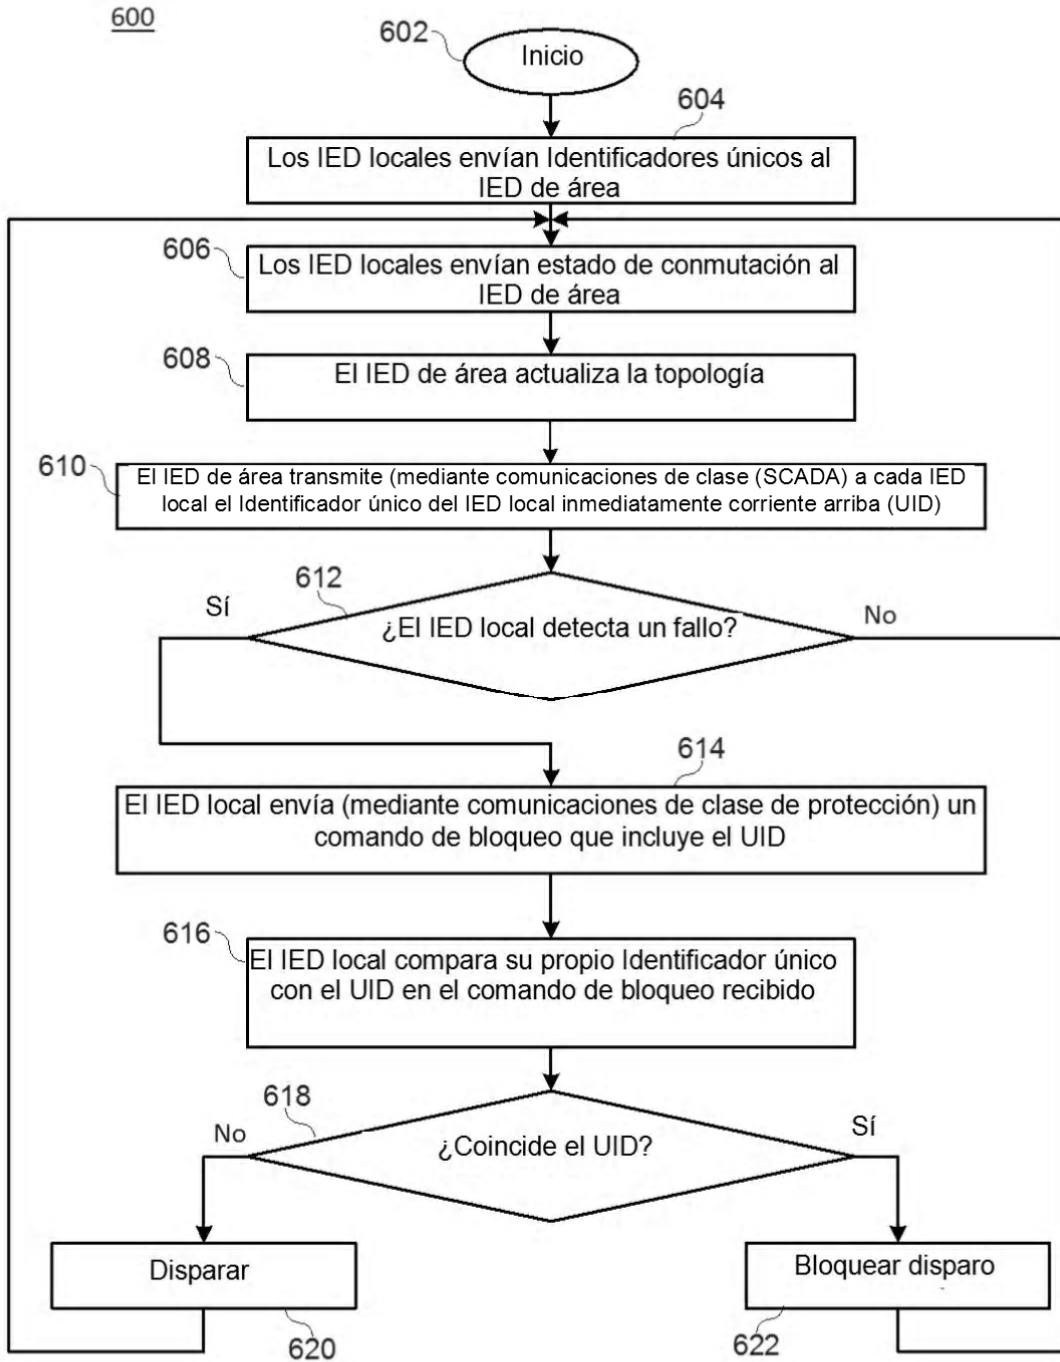 600
602
Inicio
604
Los IED locales envían Identificadores únicos al
IED de área
606
Los IED locales envían estado de conmutación al
IED de área
608
El IED de área actualiza la topología
610
El IED de área transmite (mediante comunicaciones de clase (SCADA) a cada IED
local el Identificador único del IED local inmediatamente corriente arriba (UID)
612
Sí
¿El IED local detecta un fallo?
No
614
El IED local envía (mediante comunicaciones de clase de protección) un
comando de bloqueo que incluye el UID
616
El IED local compara su propio Identificador único
con el UID en el comando de bloqueo recibido
618
No
¿Coincide el UID?
Sí
Disparar
Bloquear disparo
620
622